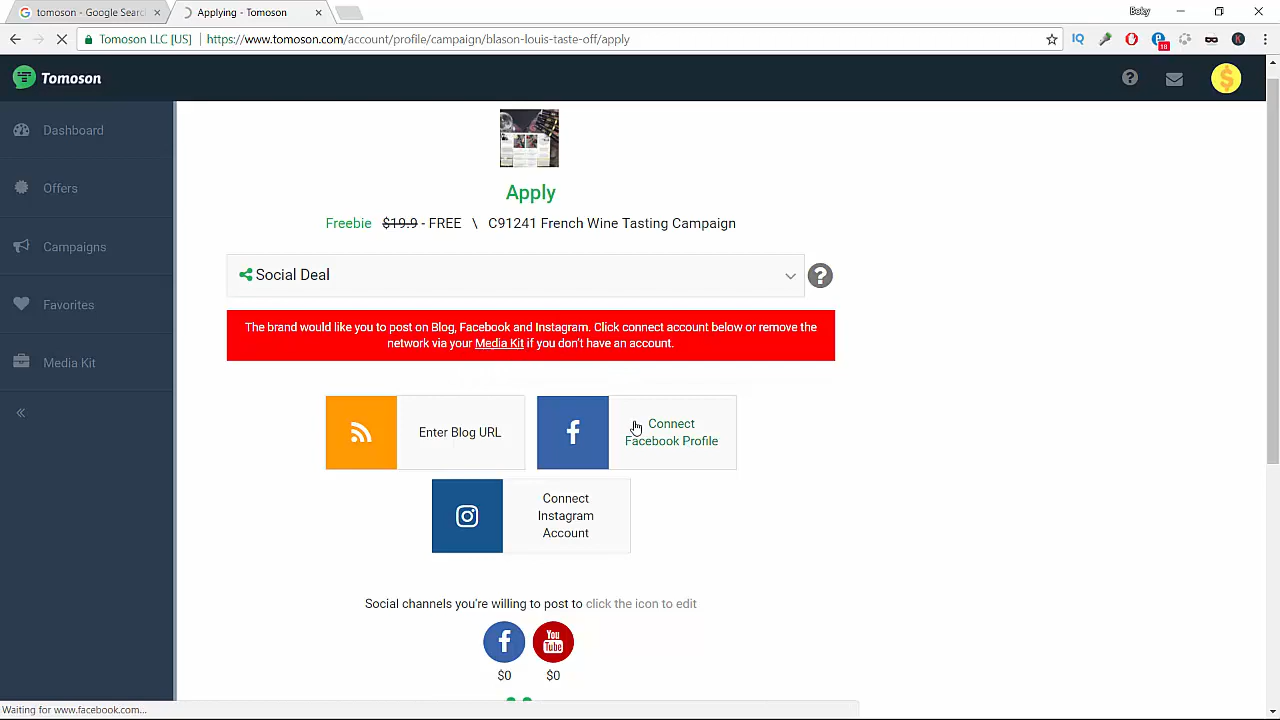 tomoson - Google Search
Applying - Tomoson
Boky
Tomoson LLC [US]
https://www.tomoson.com/account/profile/campaign/blason-louis-taste-off/apply
IQ
18
K
Tomoson
Dashboard
Offers
Campaigns
Favorites
Media Kit
Apply
Freebie $19.9 - FREE \ C91241 French Wine Tasting Campaign
Social Deal
The brand would like you to post on Blog, Facebook and Instagram. Click connect account below or remove the
network via your Media Kit if you don't have an account.
Enter Blog URL
Connect
Facebook Profile
Connect
Instagram
Account
Social channels you're willing to post to click the icon to edit
You
Tube
$0
$0
Waiting for www.facebook.com...